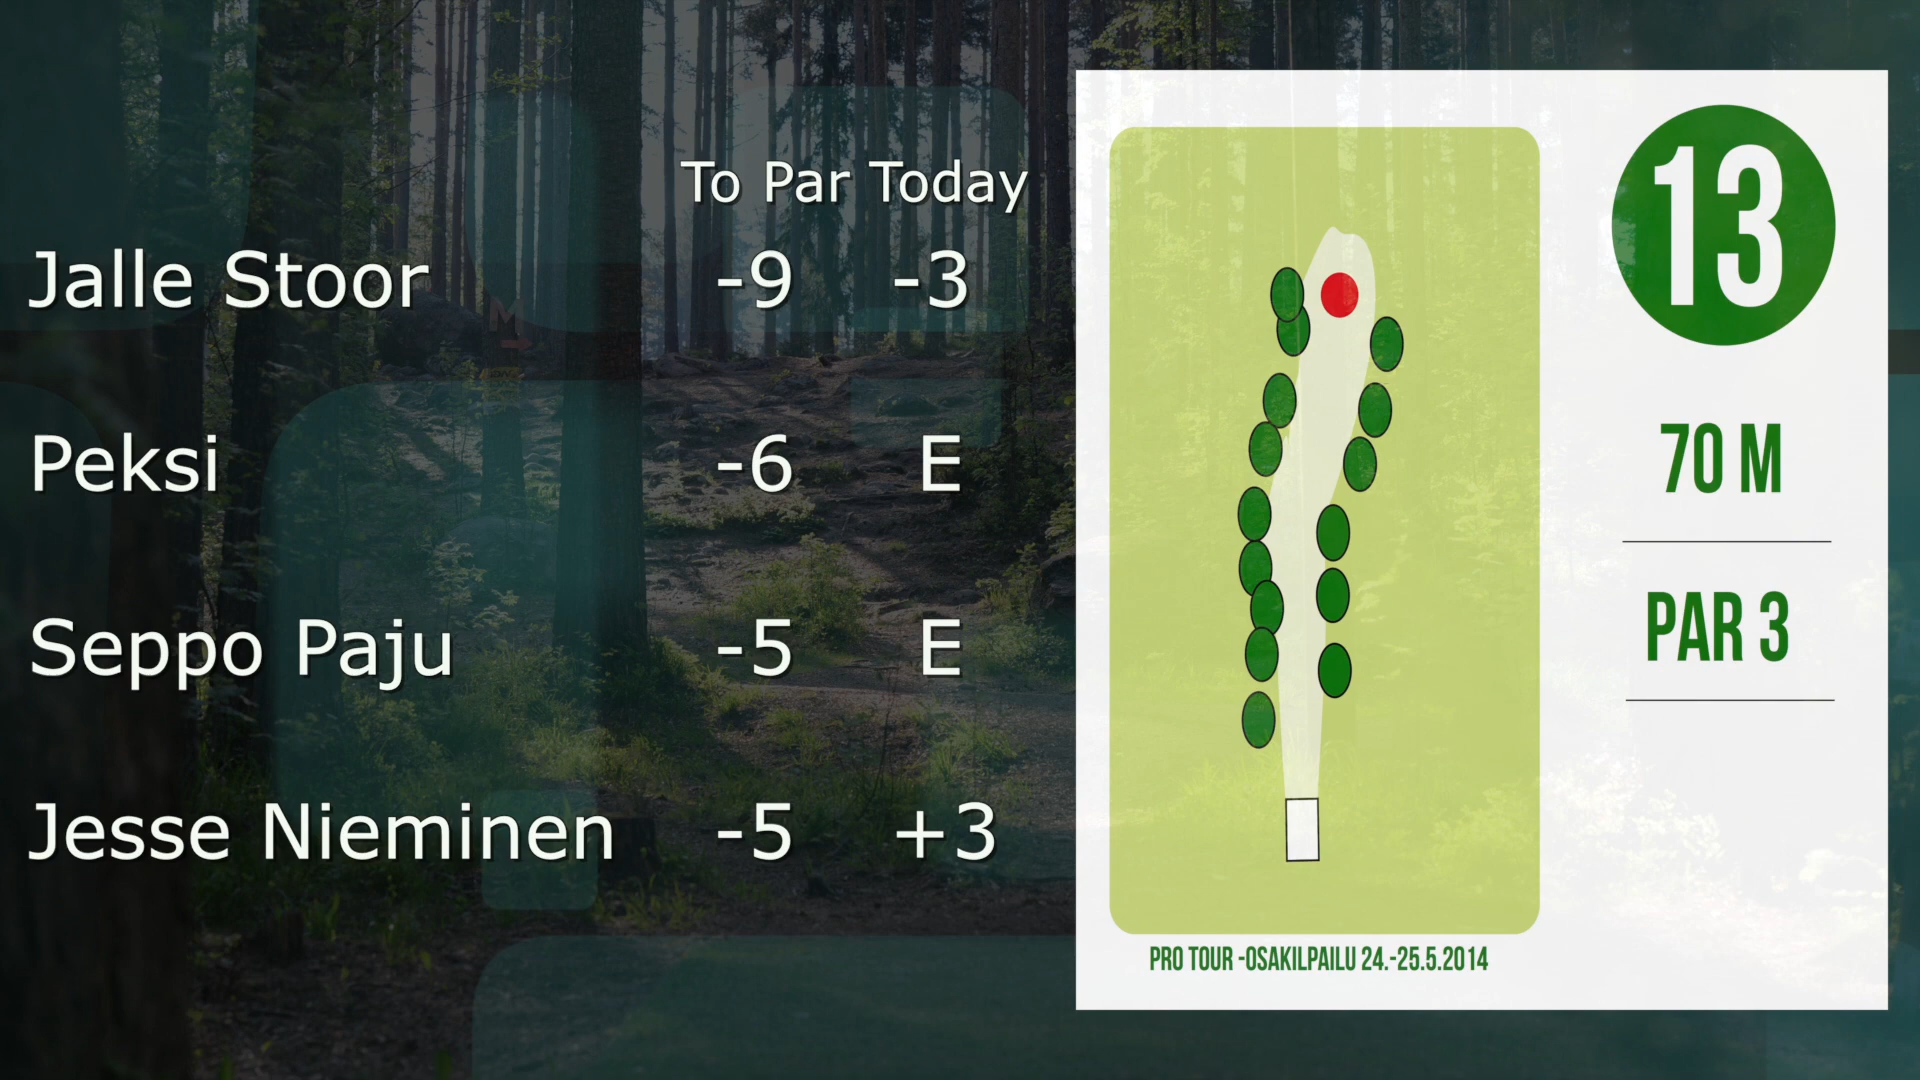 To Par Today
Jalle Stoor -9 -3
Peksi -6 E
Seppo Paju -5 E
Jesse Nieminen -5 +3
13
70 M
PAR 3
PRO TOUR -OSAKILPAILU 24.-25.5.2014
M